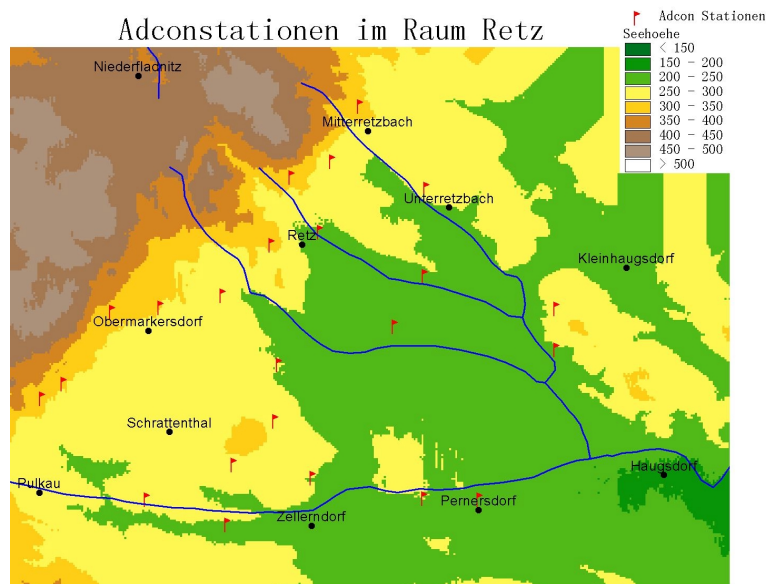 Adconstationen im Raum Retz
Adcon Stationen
Seehoehe
< 150
150 - 200
200 - 250
250 - 300
300 - 350
350 - 400
400 - 450
450 - 500
> 500
Niederfladnitz
Mitterretzbach
Unterretzbach
Retz
Kleinhaugsdorf
Obermarkersdorf
Schrattenthal
Pulkau
Haugsdorf
Pernersdorf
Zellerndorf